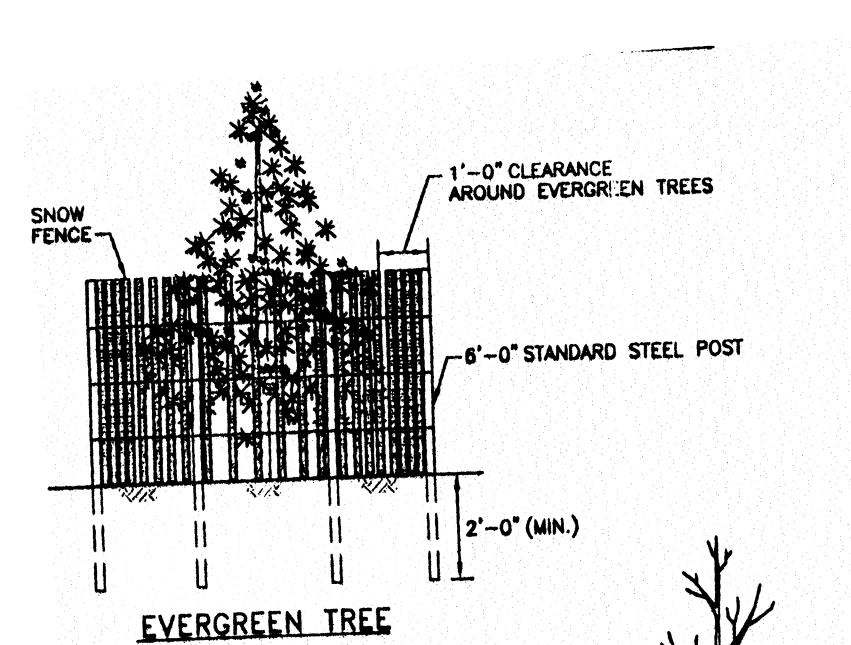 1'-0" CLEARANCE
AROUND EVERGREEN TREES
SNOW
FENCE
6'-0" STANDARD STEEL POST
2'-0" (MIN.)
EVERGREEN TREE